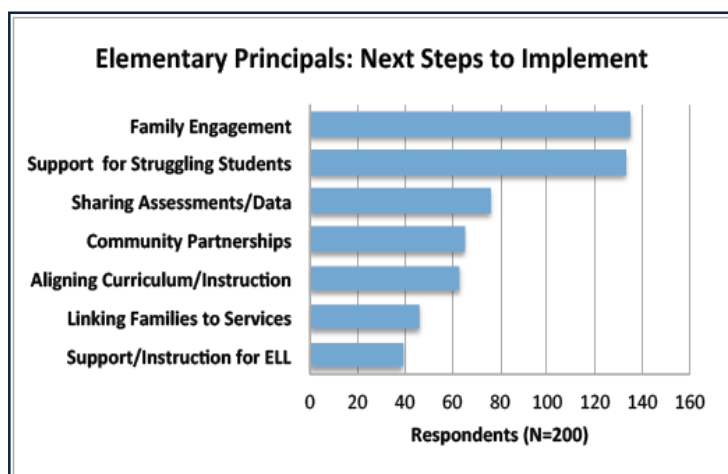 Elementary Principals: Next Steps to Implement
Family Engagement
Support for Struggling Students
Sharing Assessments/Data
Community Partnerships
Aligning Curriculum/Instruction
Linking Families to Services
Support/Instruction for ELL
0 20 40 60 80 100 120 140 160
Respondents (N=200)